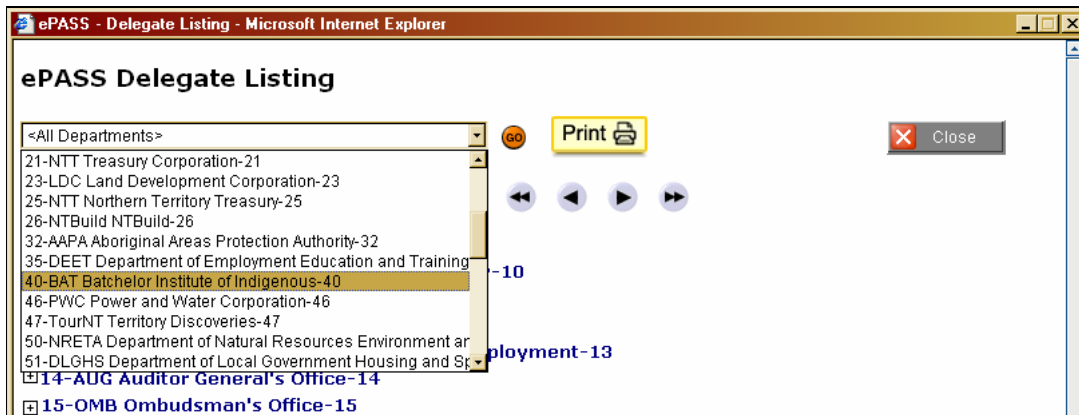 ePASS - Delegate Listing - Microsoft Internet Explorer
ePASS Delegate Listing
<All Departments>
GO
Print
Close
21-NTT Treasury Corporation-21
23-LDC Land Development Corporation-23
25-NTT Northern Territory Treasury-25
26-NTBuild NTBuild-26
32-AAPA Aboriginal Areas Protection Authority-32
35-DEET Department of Employment Education and Training
-10
40-BAT Batchelor Institute of Indigenous-40
46-PWC Power and Water Corporation-46
47-TourNT Territory Discoveries-47
50-NRETA Department of Natural Resources Environment ar
51-DLGHS Department of Local Government Housing and Sp
ployment-13
14-AUG Auditor General's Office-14
15-OMB Ombudsman's Office-15